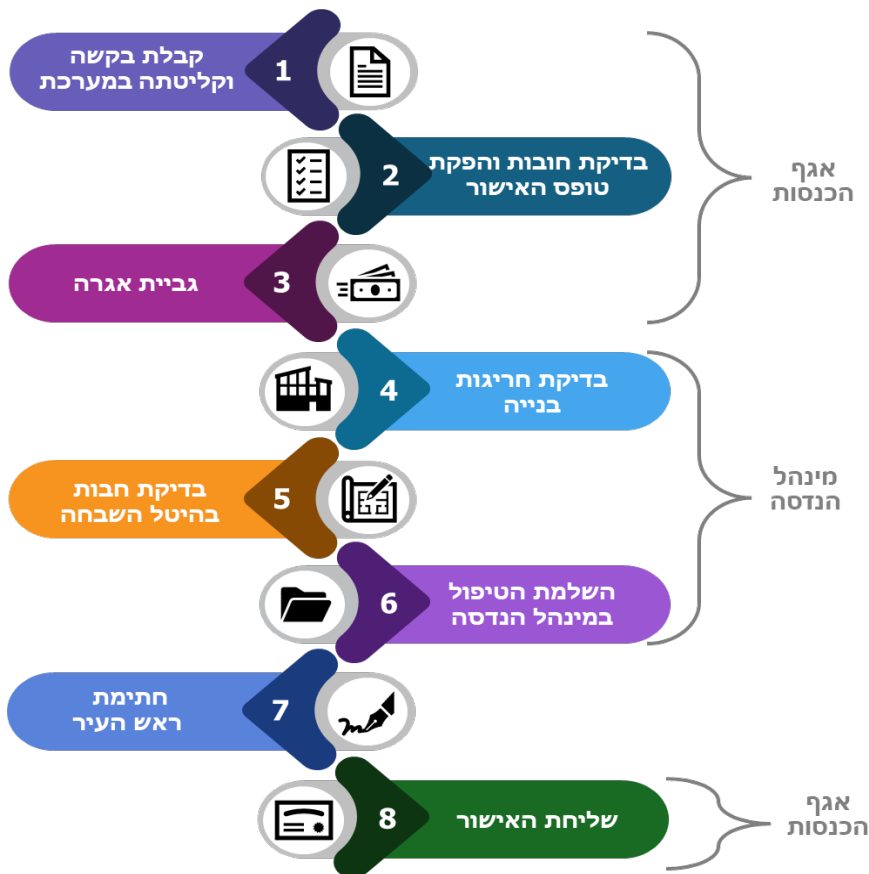 קבלת בקשה
וקליטתה במערכת
1
2
בדיקת חובות והפקת
טופס האישור
אגף
הכנסות
3
גביית אגרה
4
בדיקת חריגות
בנייה
5
בדיקת חבות
בהיטל השבחה
מינהל
הנדסה
6
השלמת הטיפול
במינהל הנדסה
7
חתימת
ראש העיר
8
שליחת האישור
אגף
הכנסות